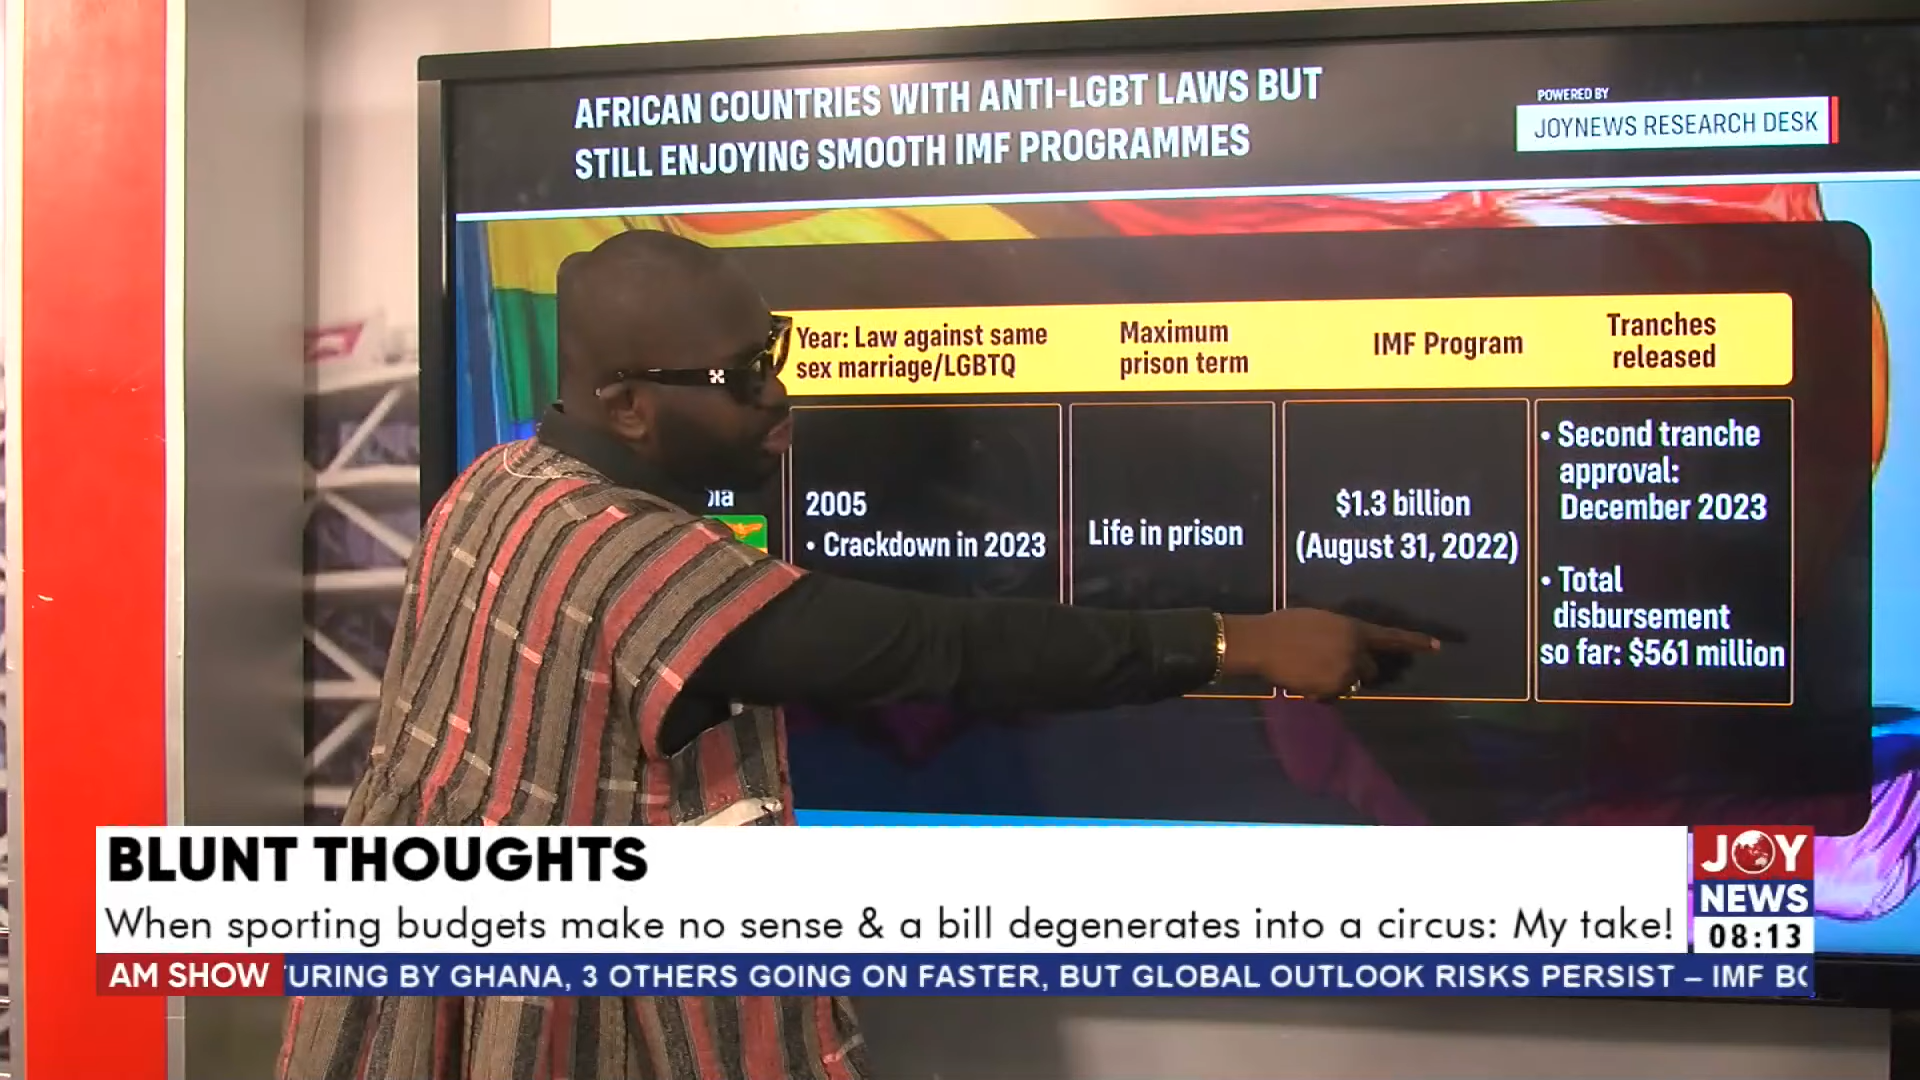 AFRICAN COUNTRIES WITH ANTI-LGBT LAWS BUT
STILL ENJOYING SMOOTH IMF PROGRAMMES
POWERED BY
JOYNEWS RESEARCH DESK
Year: Law against same
sex marriage/LGBTQ
Maximum
prison term
IMF Program
Tranches
released
2005
• Crackdown in 2023
Life in prison
$1.3 billion
(August 31, 2022)
• Second tranche
approval:
December 2023
• Total
disbursement
so far: $561 million
BLUNT THOUGHTS
When sporting budgets make no sense & a bill degenerates into a circus: My take!
JOY
NEWS
08:13
AM SHOW
TURING BY GHANA, 3 OTHERS GOING ON FASTER, BUT GLOBAL OUTLOOK RISKS PERSIST – IMF